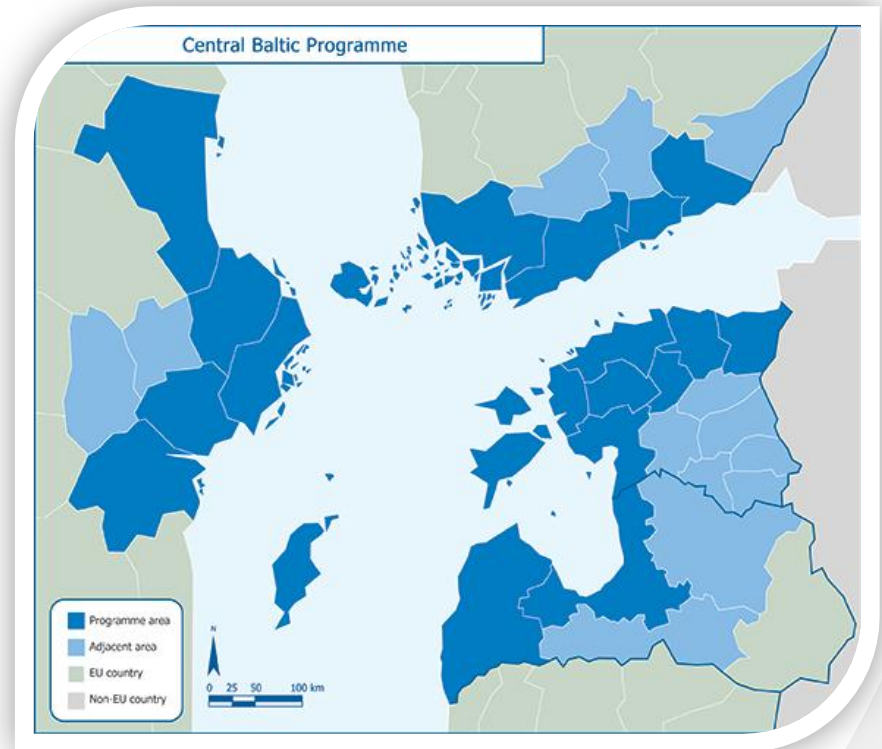 Central Baltic Programme
Programme area
Adjacent area
EU country
Non-EU country
N
0 25 50 100 km